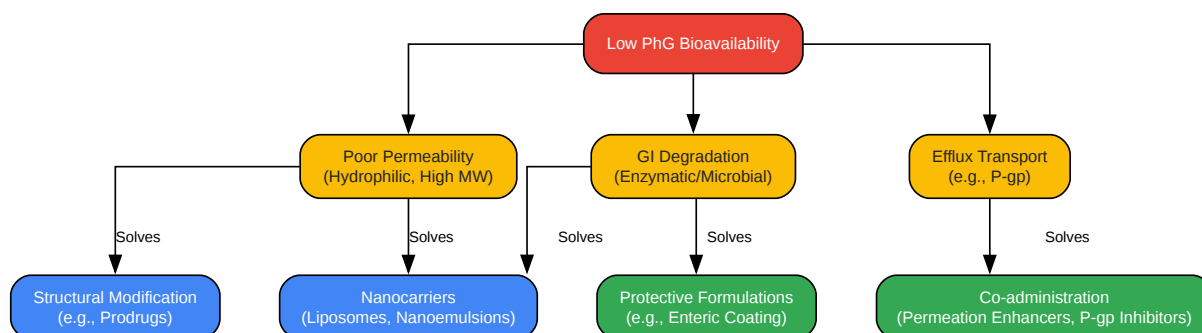 Low PhG Bioavailability
Poor Permeability
(Hydrophilic, High MW)
GI Degradation
(Enzymatic/Microbial)
Efflux Transport
(e.g., P-gp)
Solves
Solves
Solves
Solves
Solves
Structural Modification
(e.g., Prodrugs)
Nanocarriers
(Liposomes, Nanoemulsions)
Protective Formulations
(e.g., Enteric Coating)
Co-administration
(Permeation Enhancers, P-gp Inhibitors)